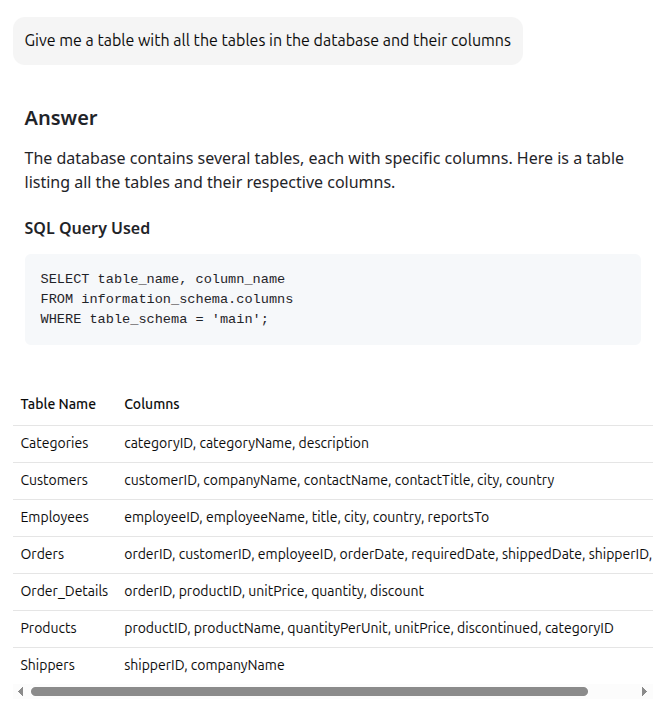 Give me a table with all the tables in the database and their columns
Answer
The database contains several tables, each with specific columns. Here is a table
listing all the tables and their respective columns.
SQL Query Used
SELECT table_name, column_name
FROM information_schema.columns
WHERE table_schema = 'main';
Table Name Columns
Categories categoryID, categoryName, description
Customers customerID, companyName, contactName, contactTitle, city, country
Employees employeeID, employeeName, title, city, country, reportsTo
Orders orderID, customerID, employeeID, orderDate, requiredDate, shippedDate, shipperID,
Order_Details orderID, productID, unitPrice, quantity, discount
Products productID, productName, quantityPerUnit, unitPrice, discontinued, categoryID
Shippers shipperID, companyName